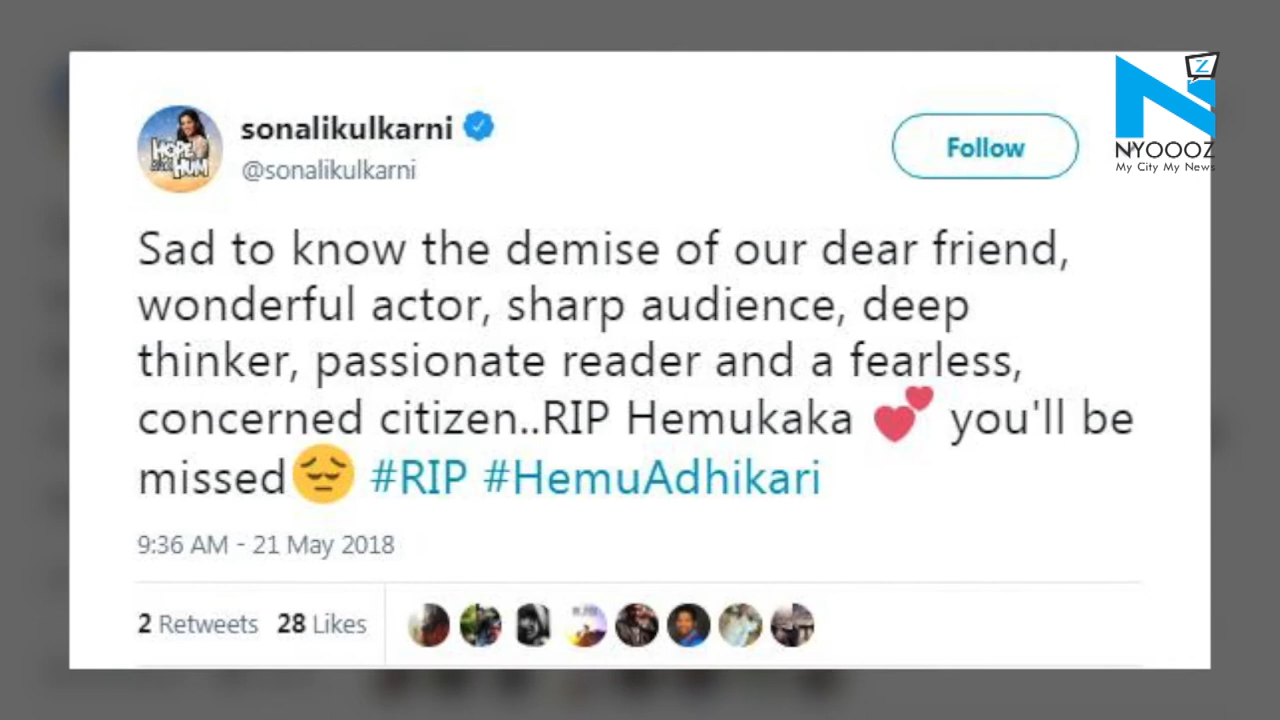 sonalikulkarni
@sonalikulkarni
HOPE
HUM
Follow
Z
NYOOOZ
My City My News
Sad to know the demise of our dear friend,
wonderful actor, sharp audience, deep
thinker, passionate reader and a fearless,
concerned citizen..RIP Hemukaka 💕 you'll be
missed😔 #RIP #HemuAdhikari
9:36 AM - 21 May 2018
2 Retweets 28 Likes